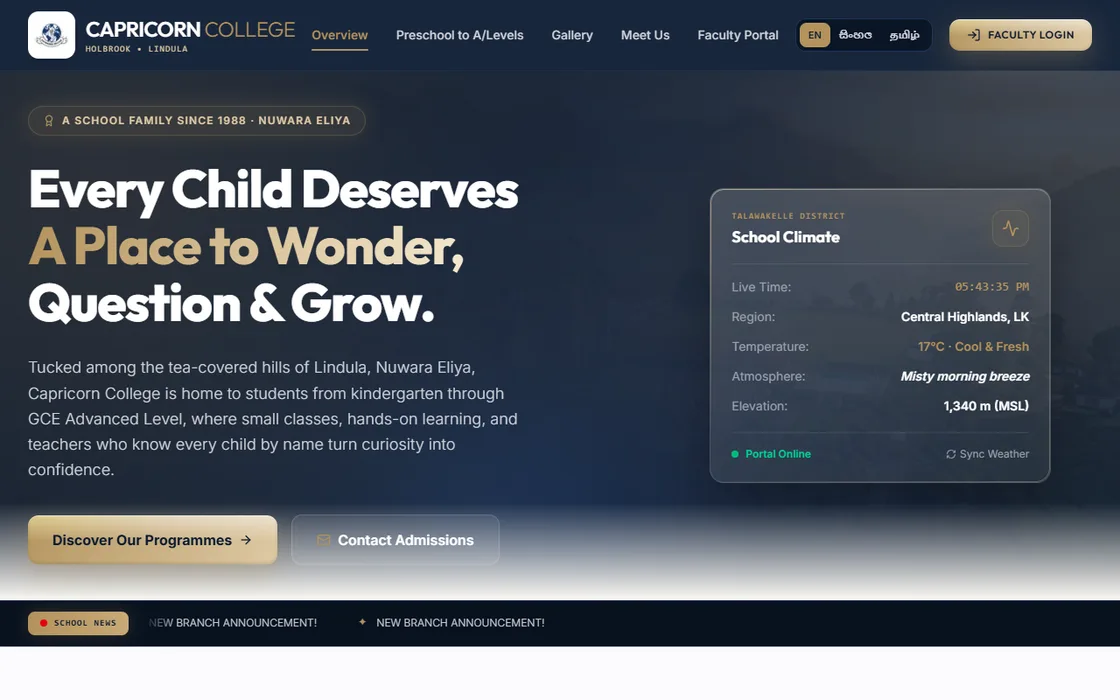 CAPRICORN COLLEGE
HOLBROOK • LINDULA
Overview
Preschool to A/Levels
Gallery
Meet Us
Faculty Portal
EN
සිංහල
தமிழ்
FACULTY LOGIN
A SCHOOL FAMILY SINCE 1988 · NUWARA ELIYA
Every Child Deserves
A Place to Wonder,
Question & Grow.
Tucked among the tea-covered hills of Lindula, Nuwara Eliya,
Capricorn College is home to students from kindergarten through
GCE Advanced Level, where small classes, hands-on learning, and
teachers who know every child by name turn curiosity into
confidence.
Discover Our Programmes →
Contact Admissions
TALAWAKELLE DISTRICT
School Climate
Live Time: 05:43:35 PM
Region: Central Highlands, LK
Temperature: 17°C · Cool & Fresh
Atmosphere: Misty morning breeze
Elevation: 1,340 m (MSL)
Portal Online
Sync Weather
SCHOOL NEWS
NEW BRANCH ANNOUNCEMENT! ✦ NEW BRANCH ANNOUNCEMENT!